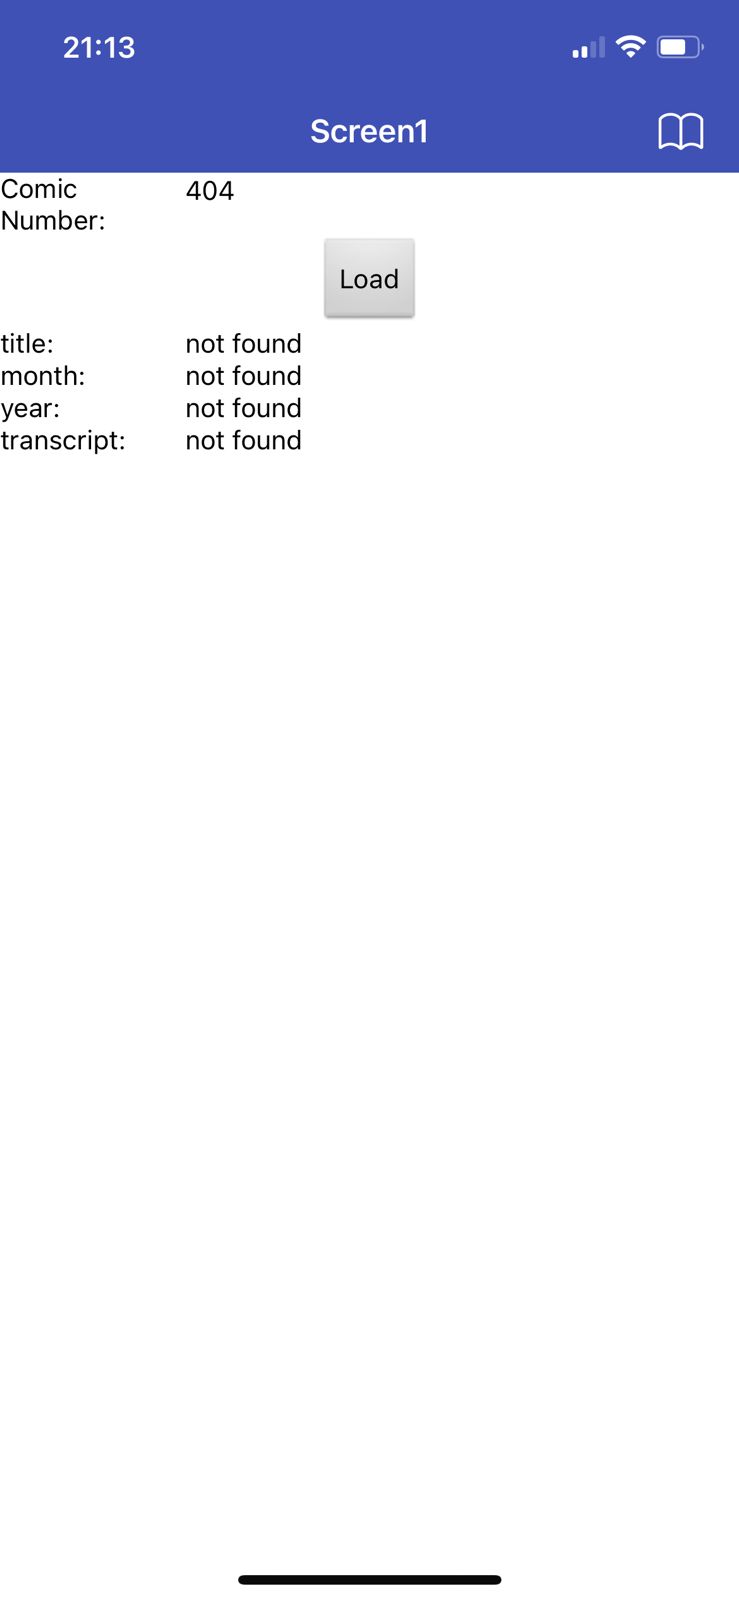 21:13
Screen1
Comic 404
Number:
Load
title: not found
month: not found
year: not found
transcript: not found